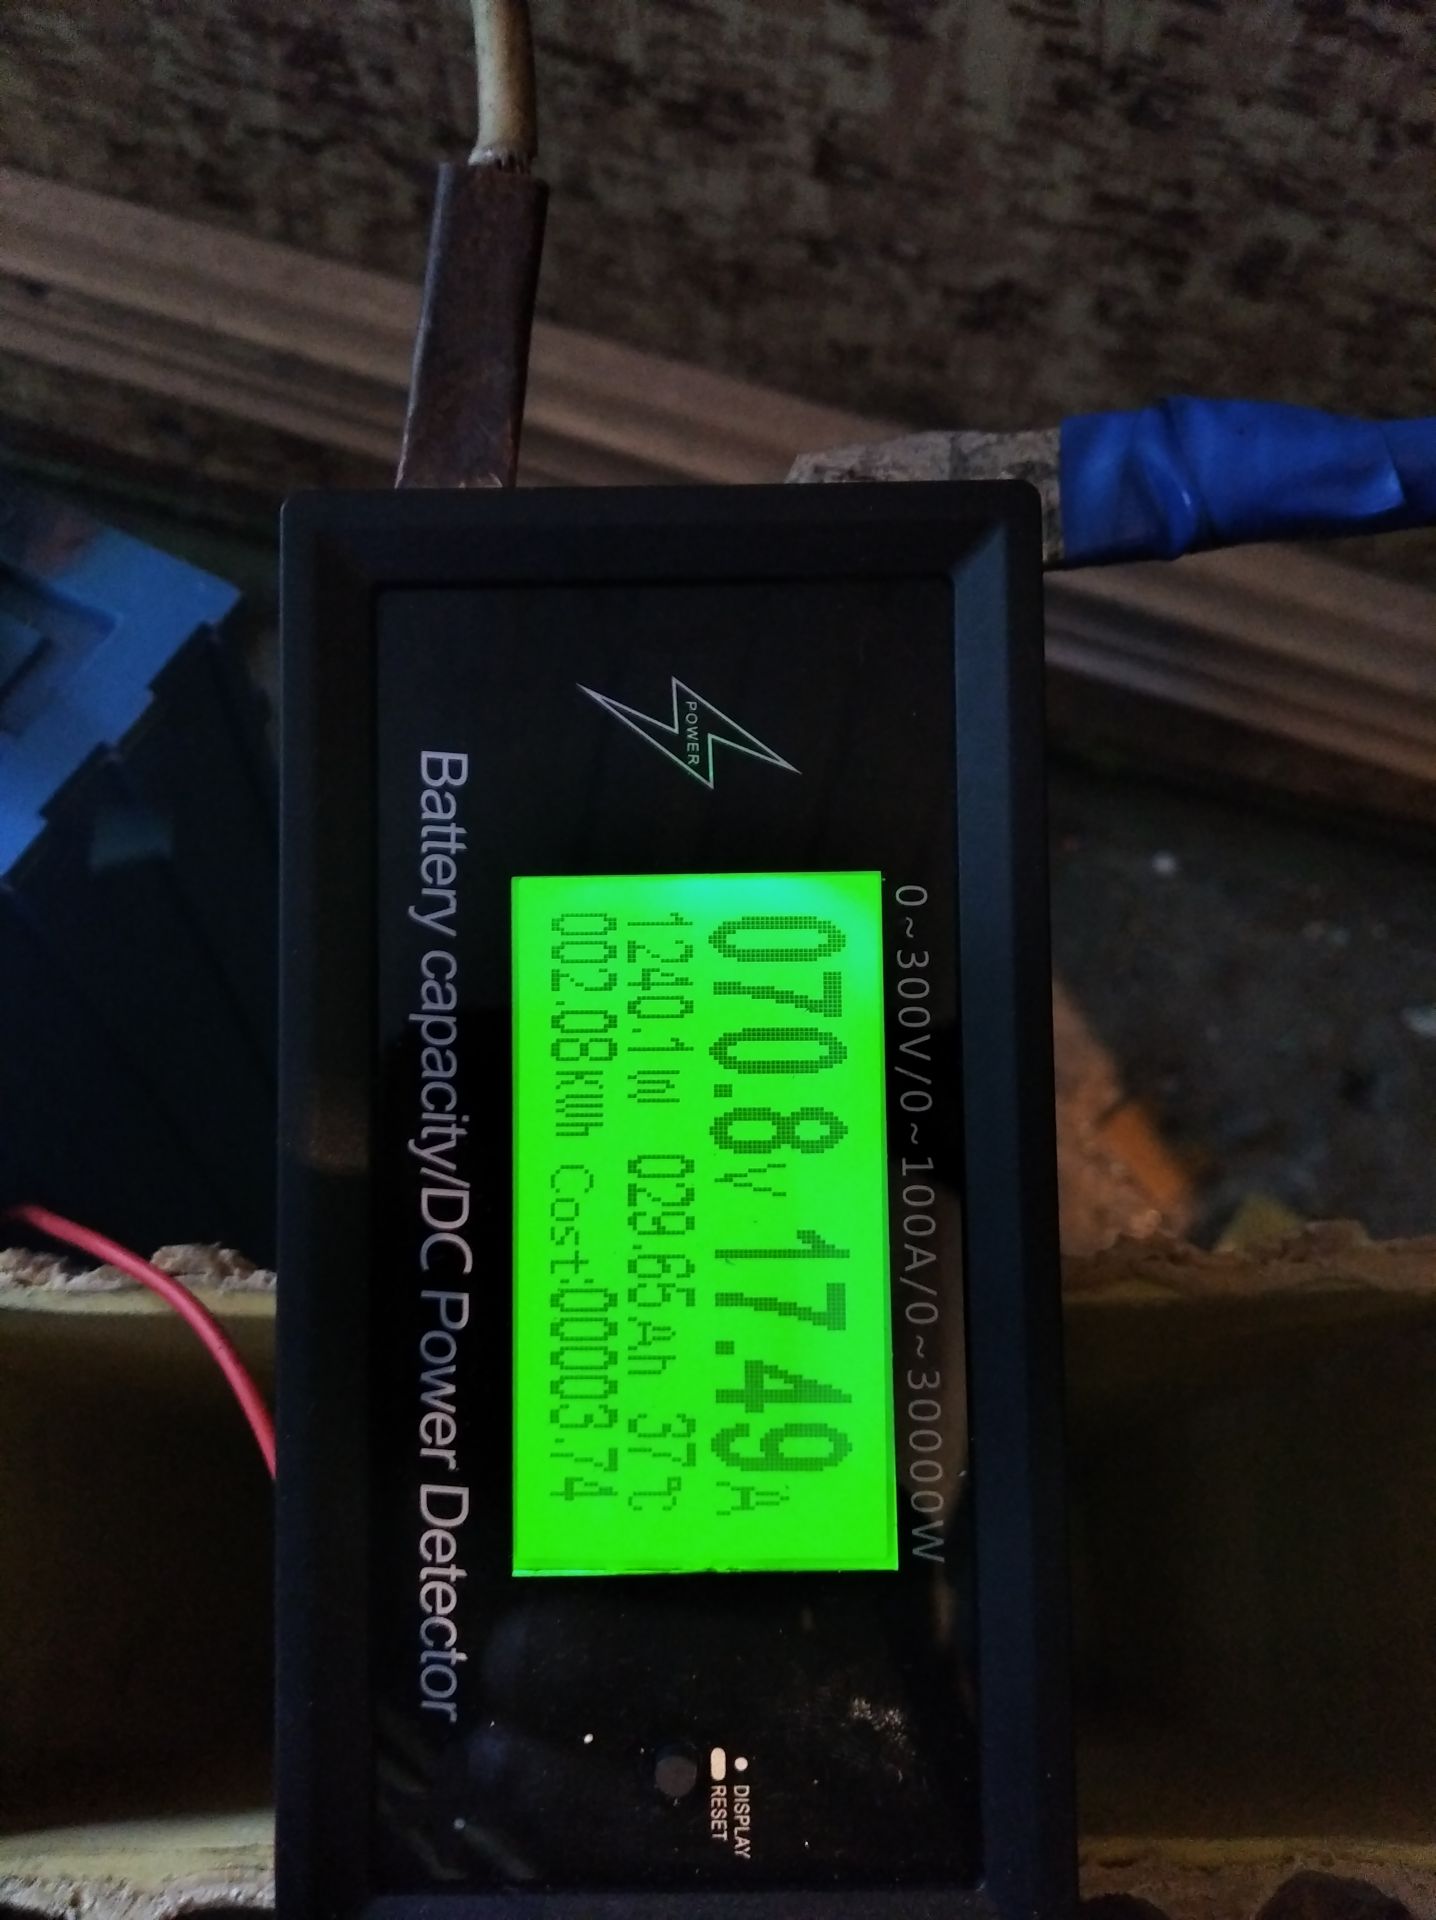 0~300V/0~100A/0~30000W
POWER
070.8V 17.49A
1240.1W 029.65Ah 37℃
002.08KWh Cost:0003.74
DISPLAY
RESET
Battery capacity/DC Power Detector